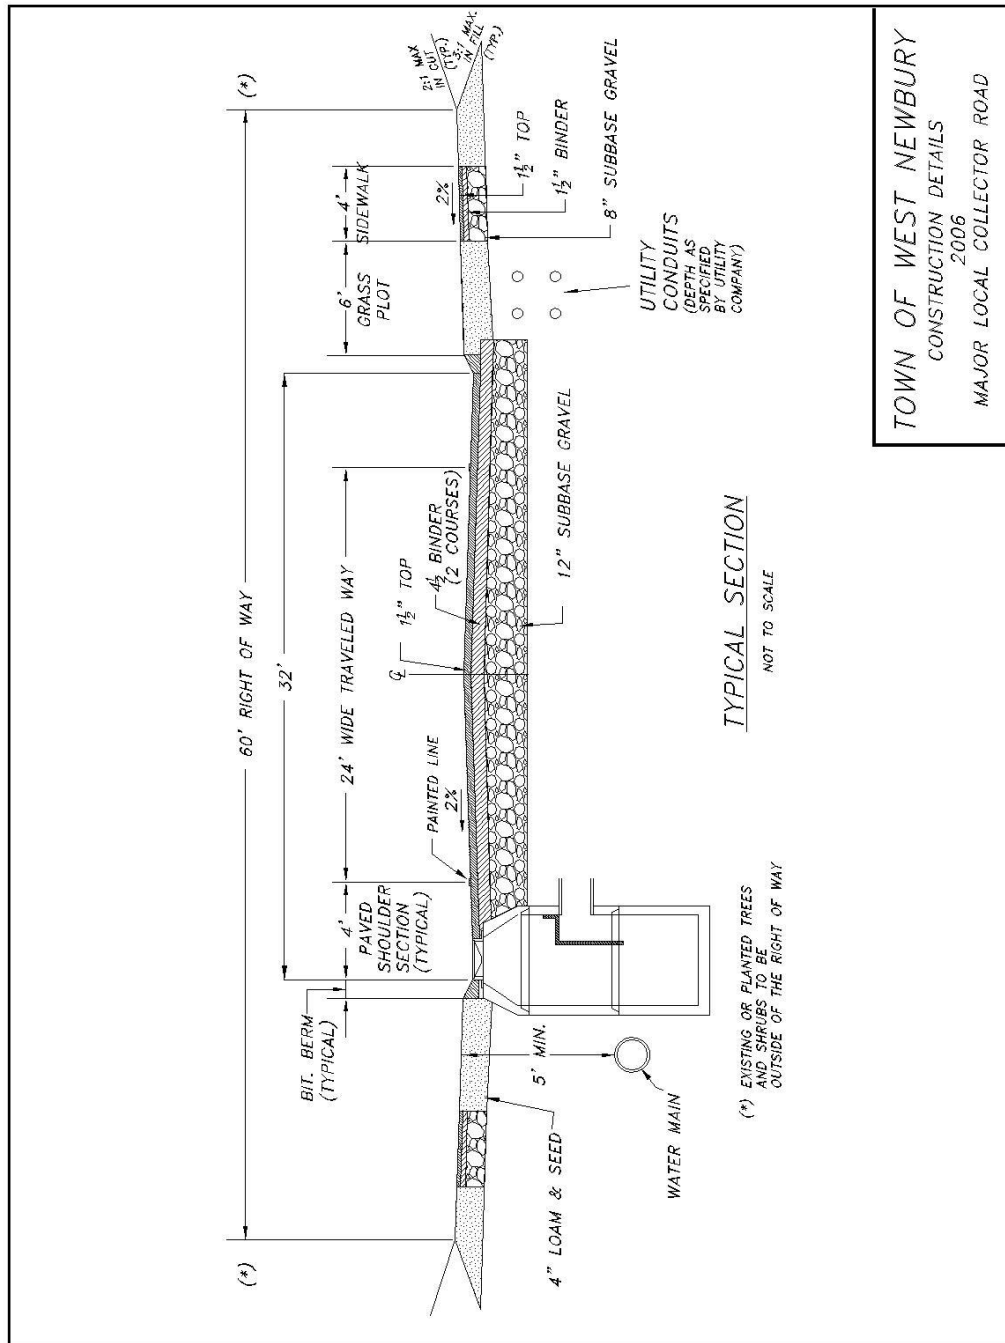 (*)
60' RIGHT OF WAY
(*)
32'
BIT. BERM
(TYPICAL)
4'
PAVED
SHOULDER
SECTION
(TYPICAL)
24' WIDE TRAVELED WAY
6'
GRASS
PLOT
4'
SIDEWALK
2:1 MAX
IN CUT
(TYP.)
3:1 MAX.
IN FILL
(TYP.)
PAINTED LINE
2%
℄
1½" TOP
4½ BINDER
(2 COURSES)
2%
1½" TOP
1½" BINDER
8" SUBBASE GRAVEL
4" LOAM & SEED
5' MIN.
12" SUBBASE GRAVEL
UTILITY
CONDUITS
(DEPTH AS
SPECIFIED
BY UTILITY
COMPANY)
WATER MAIN
TYPICAL SECTION
NOT TO SCALE
(*) EXISTING OR PLANTED TREES
AND SHRUBS TO BE
OUTSIDE OF THE RIGHT OF WAY
TOWN OF WEST NEWBURY
CONSTRUCTION DETAILS
2006
MAJOR LOCAL COLLECTOR ROAD